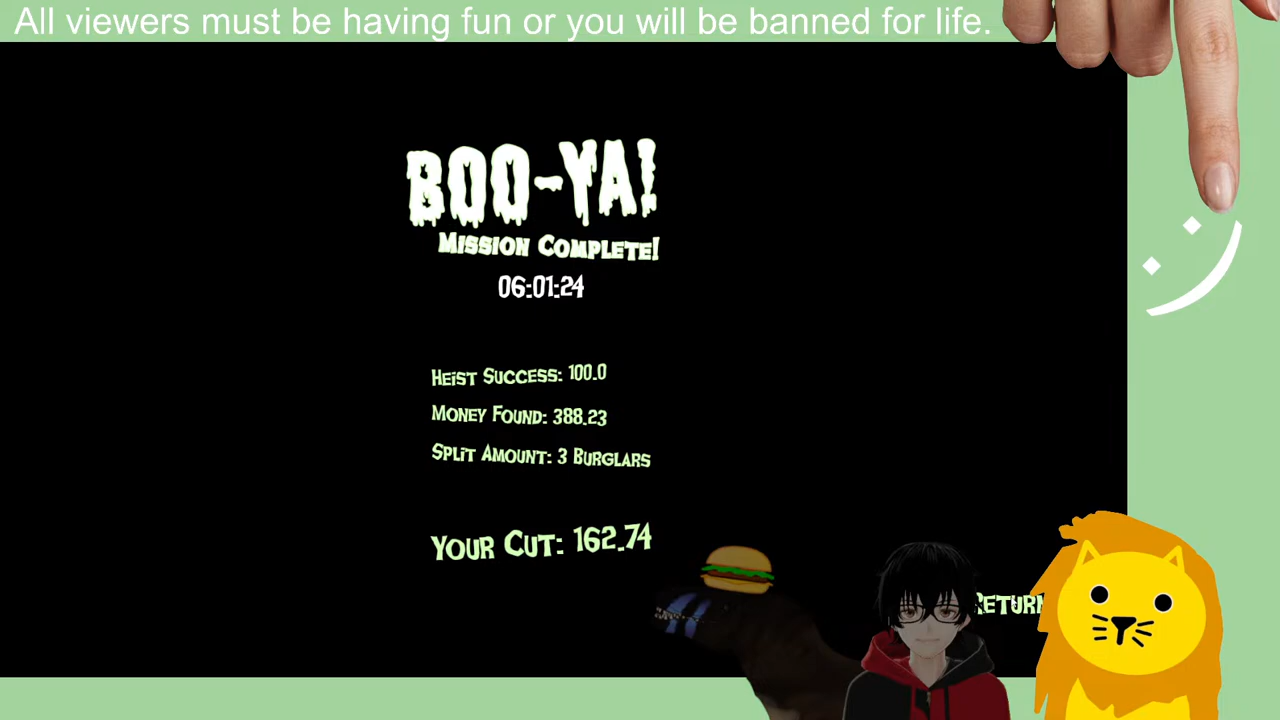 All viewers must be having fun or you will be banned for life.
BOO-YA!
MISSION COMPLETE!
06:01:24
HEIST SUCCESS: 100.0
MONEY FOUND: 388.23
SPLIT AMOUNT: 3 BURGLARS
YOUR CUT: 162.74
RETURN
:)